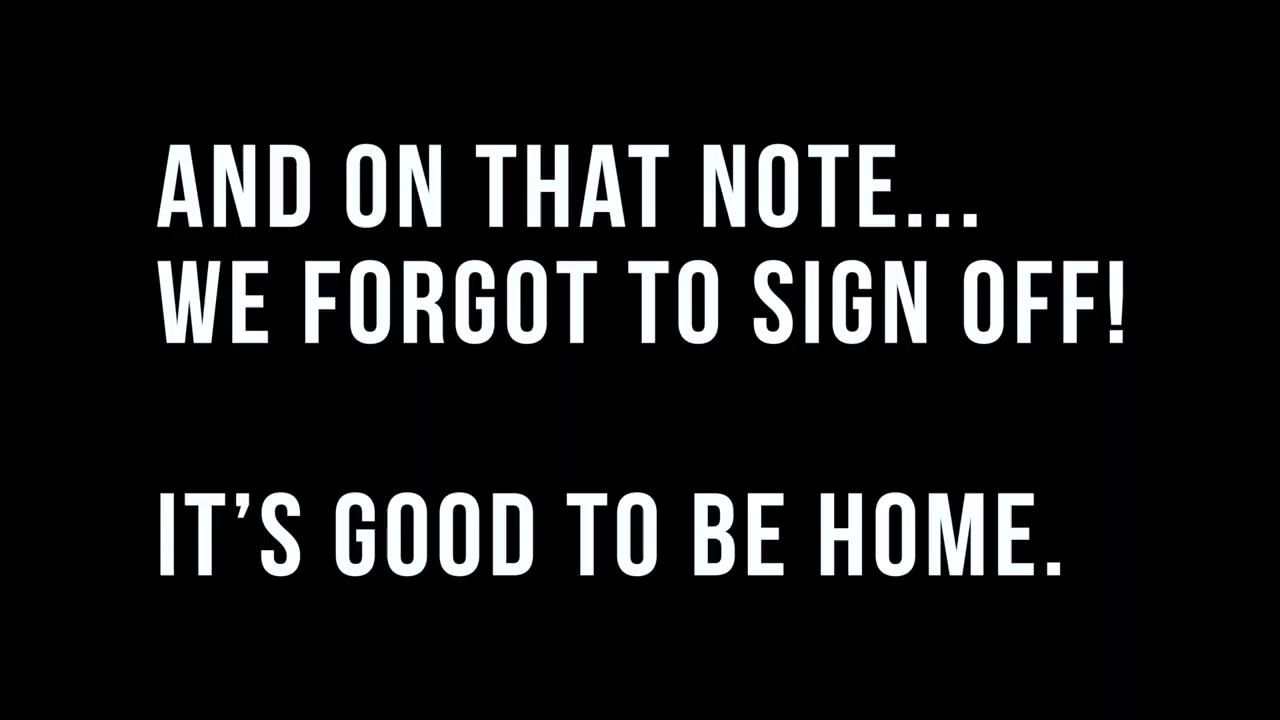 AND ON THAT NOTE...
WE FORGOT TO SIGN OFF!
IT’S GOOD TO BE HOME.